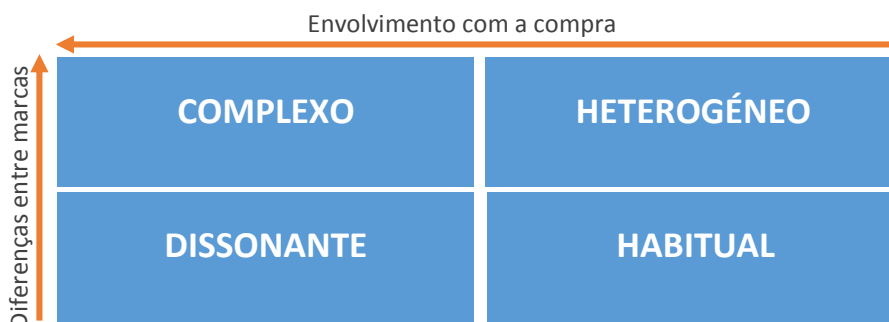 Envolvimento com a compra
Diferenças entre marcas
COMPLEXO
HETEROGÉNEO
DISSONANTE
HABITUAL